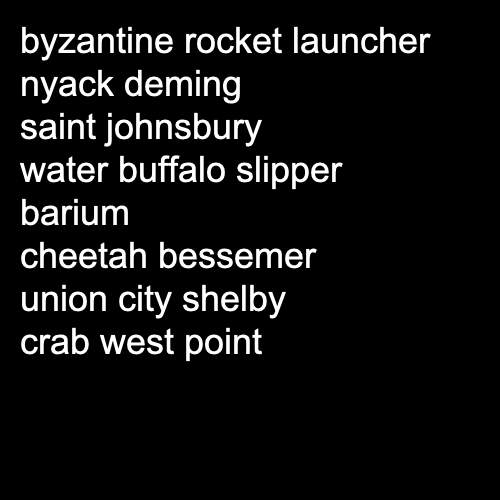 byzantine rocket launcher
nyack deming
saint johnsbury
water buffalo slipper
barium
cheetah bessemer
union city shelby
crab west point